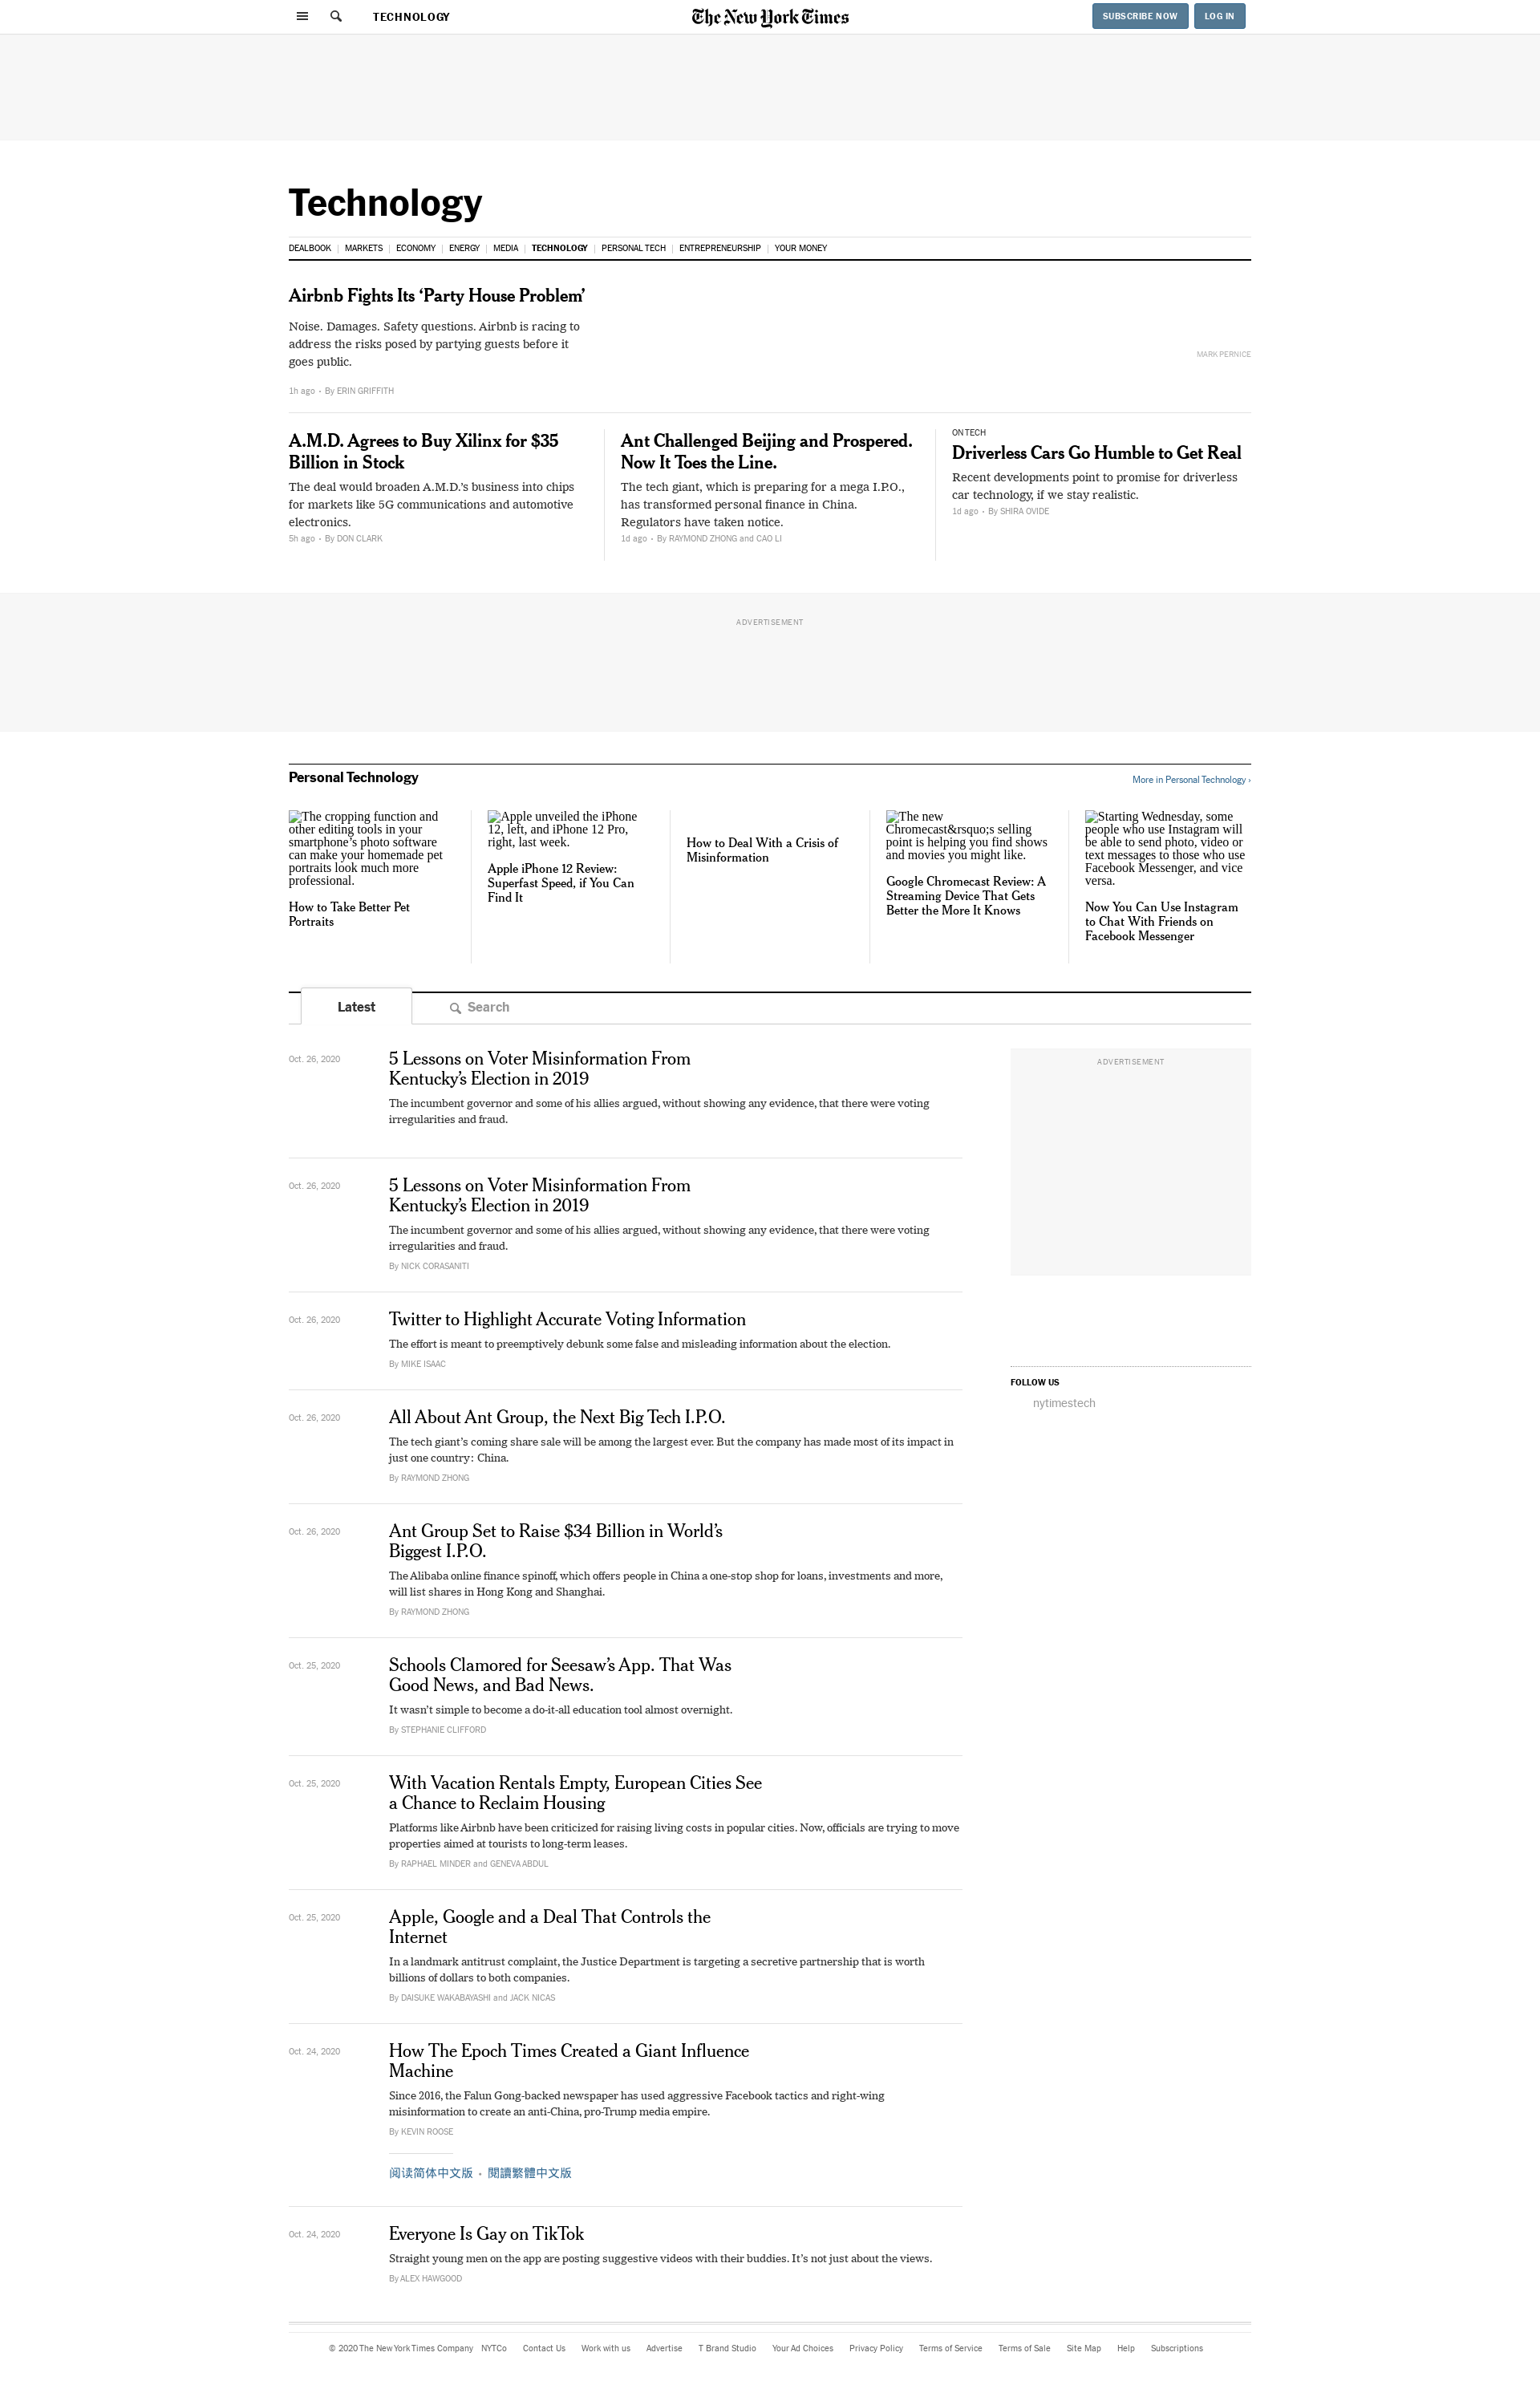 TECHNOLOGY
The New York Times
SUBSCRIBE NOW
LOG IN
Technology
DEALBOOK | MARKETS | ECONOMY | ENERGY | MEDIA | TECHNOLOGY | PERSONAL TECH | ENTREPRENEURSHIP | YOUR MONEY
Airbnb Fights Its ‘Party House Problem’
Noise. Damages. Safety questions. Airbnb is racing to
address the risks posed by partying guests before it
goes public.
MARK PERNICE
1h ago • By ERIN GRIFFITH
A.M.D. Agrees to Buy Xilinx for $35
Billion in Stock
The deal would broaden A.M.D.’s business into chips
for markets like 5G communications and automotive
electronics.
5h ago • By DON CLARK
Ant Challenged Beijing and Prospered.
Now It Toes the Line.
The tech giant, which is preparing for a mega I.P.O.,
has transformed personal finance in China.
Regulators have taken notice.
1d ago • By RAYMOND ZHONG and CAO LI
ON TECH
Driverless Cars Go Humble to Get Real
Recent developments point to promise for driverless
car technology, if we stay realistic.
1d ago • By SHIRA OVIDE
ADVERTISEMENT
Personal Technology
More in Personal Technology ›
The cropping function and
other editing tools in your
smartphone’s photo software
can make your homemade pet
portraits look much more
professional.
How to Take Better Pet
Portraits
Apple unveiled the iPhone
12, left, and iPhone 12 Pro,
right, last week.
Apple iPhone 12 Review:
Superfast Speed, if You Can
Find It
How to Deal With a Crisis of
Misinformation
The new
Chromecast&rsquo;s selling
point is helping you find shows
and movies you might like.
Google Chromecast Review: A
Streaming Device That Gets
Better the More It Knows
Starting Wednesday, some
people who use Instagram will
be able to send photo, video or
text messages to those who use
Facebook Messenger, and vice
versa.
Now You Can Use Instagram
to Chat With Friends on
Facebook Messenger
Latest
Search
Oct. 26, 2020
5 Lessons on Voter Misinformation From
Kentucky’s Election in 2019
The incumbent governor and some of his allies argued, without showing any evidence, that there were voting
irregularities and fraud.
ADVERTISEMENT
Oct. 26, 2020
5 Lessons on Voter Misinformation From
Kentucky’s Election in 2019
The incumbent governor and some of his allies argued, without showing any evidence, that there were voting
irregularities and fraud.
By NICK CORASANITI
Oct. 26, 2020
Twitter to Highlight Accurate Voting Information
The effort is meant to preemptively debunk some false and misleading information about the election.
By MIKE ISAAC
FOLLOW US
nytimestech
Oct. 26, 2020
All About Ant Group, the Next Big Tech I.P.O.
The tech giant’s coming share sale will be among the largest ever. But the company has made most of its impact in
just one country: China.
By RAYMOND ZHONG
Oct. 26, 2020
Ant Group Set to Raise $34 Billion in World’s
Biggest I.P.O.
The Alibaba online finance spinoff, which offers people in China a one-stop shop for loans, investments and more,
will list shares in Hong Kong and Shanghai.
By RAYMOND ZHONG
Oct. 25, 2020
Schools Clamored for Seesaw’s App. That Was
Good News, and Bad News.
It wasn’t simple to become a do-it-all education tool almost overnight.
By STEPHANIE CLIFFORD
Oct. 25, 2020
With Vacation Rentals Empty, European Cities See
a Chance to Reclaim Housing
Platforms like Airbnb have been criticized for raising living costs in popular cities. Now, officials are trying to move
properties aimed at tourists to long-term leases.
By RAPHAEL MINDER and GENEVA ABDUL
Oct. 25, 2020
Apple, Google and a Deal That Controls the
Internet
In a landmark antitrust complaint, the Justice Department is targeting a secretive partnership that is worth
billions of dollars to both companies.
By DAISUKE WAKABAYASHI and JACK NICAS
Oct. 24, 2020
How The Epoch Times Created a Giant Influence
Machine
Since 2016, the Falun Gong-backed newspaper has used aggressive Facebook tactics and right-wing
misinformation to create an anti-China, pro-Trump media empire.
By KEVIN ROOSE
阅读简体中文版 • 閱讀繁體中文版
Oct. 24, 2020
Everyone Is Gay on TikTok
Straight young men on the app are posting suggestive videos with their buddies. It’s not just about the views.
By ALEX HAWGOOD
© 2020 The New York Times Company NYTCo Contact Us Work with us Advertise T Brand Studio Your Ad Choices Privacy Policy Terms of Service Terms of Sale Site Map Help Subscriptions